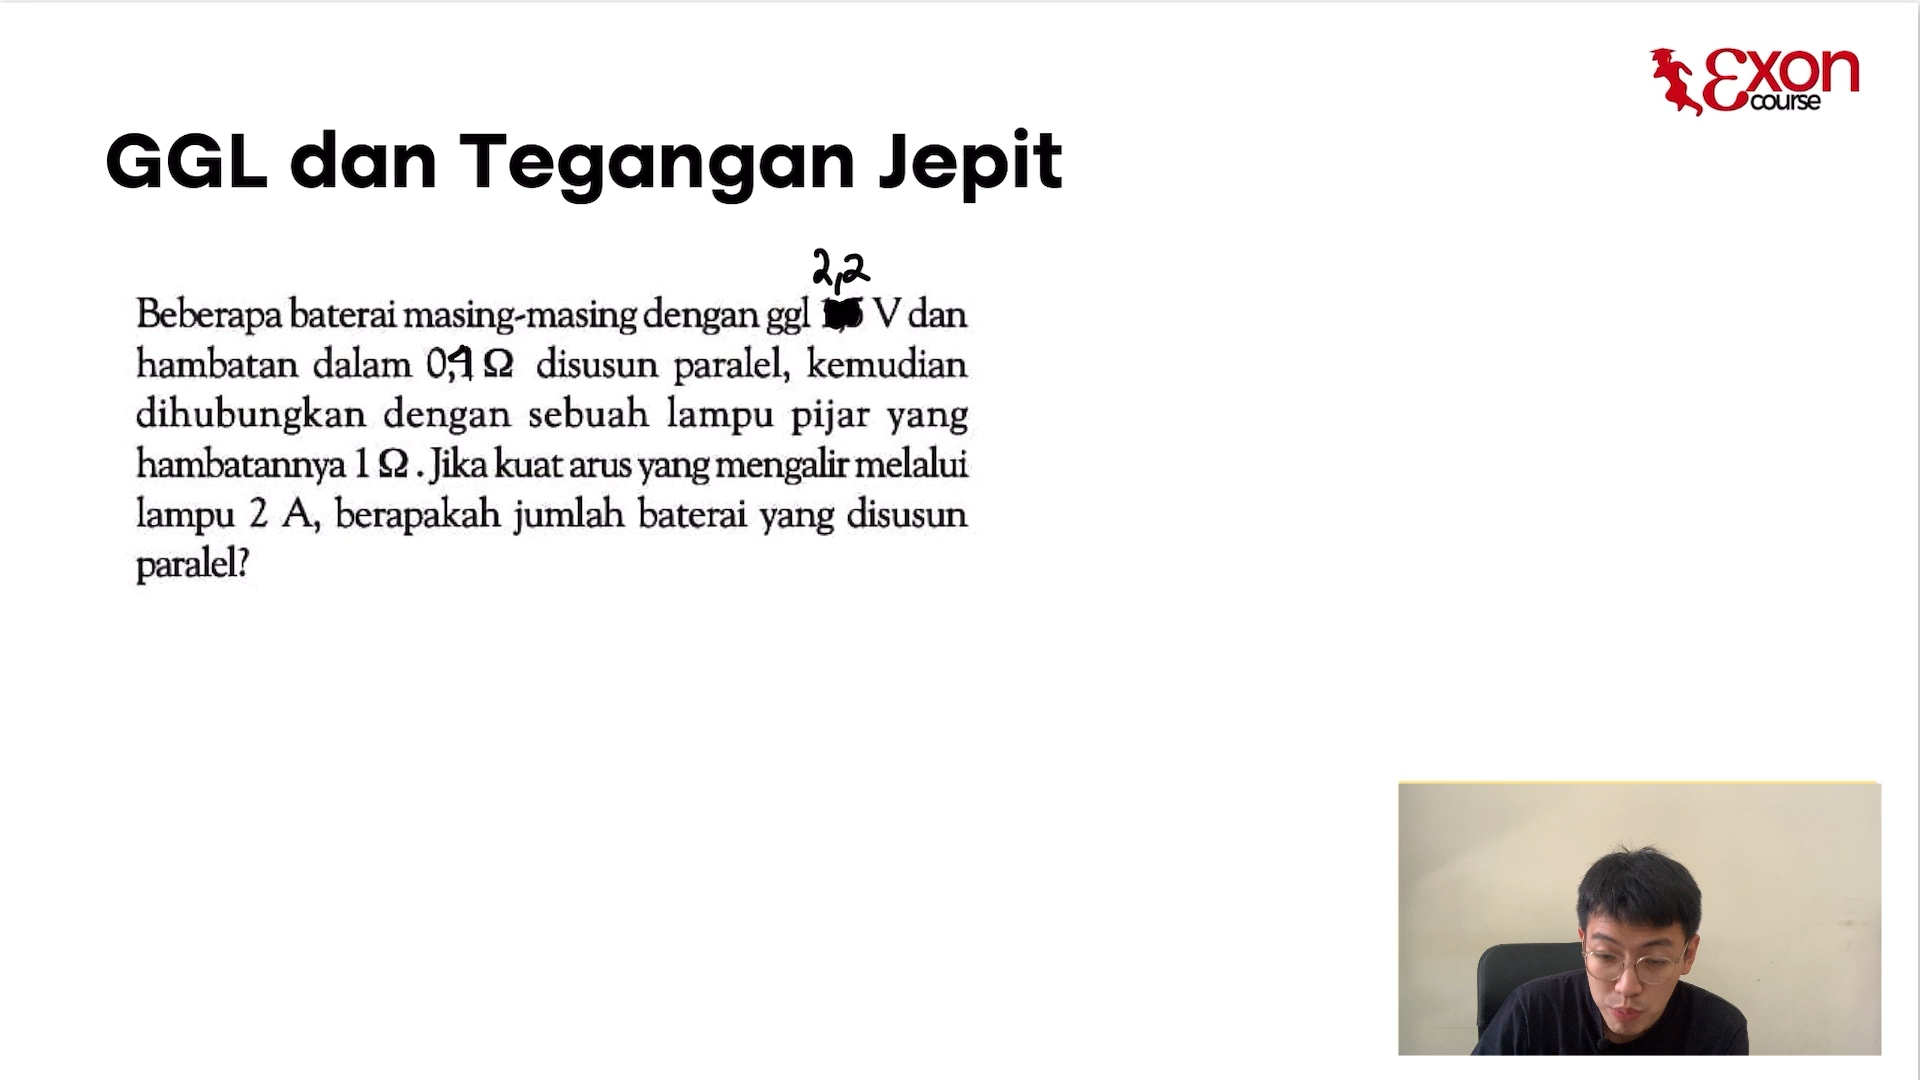 Exon
course
GGL dan Tegangan Jepit
2,2
Beberapa baterai masing-masing dengan ggl V dan
hambatan dalam 0,9 Ω disusun paralel, kemudian
dihubungkan dengan sebuah lampu pijar yang
hambatannya 1 Ω . Jika kuat arus yang mengalir melalui
lampu 2 A, berapakah jumlah baterai yang disusun
paralel?